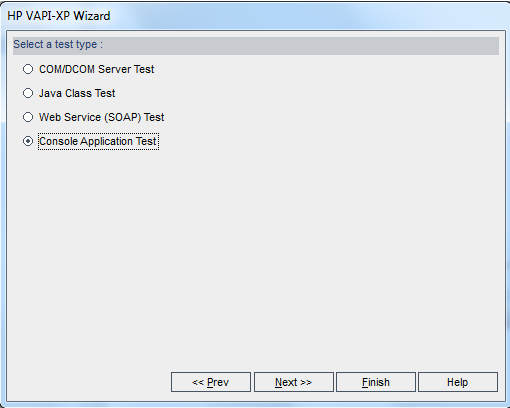 HP VAPI-XP Wizard
Select a test type :
COM/DCOM Server Test
Java Class Test
Web Service (SOAP) Test
Console Application Test
<< Prev Next >> Finish Help